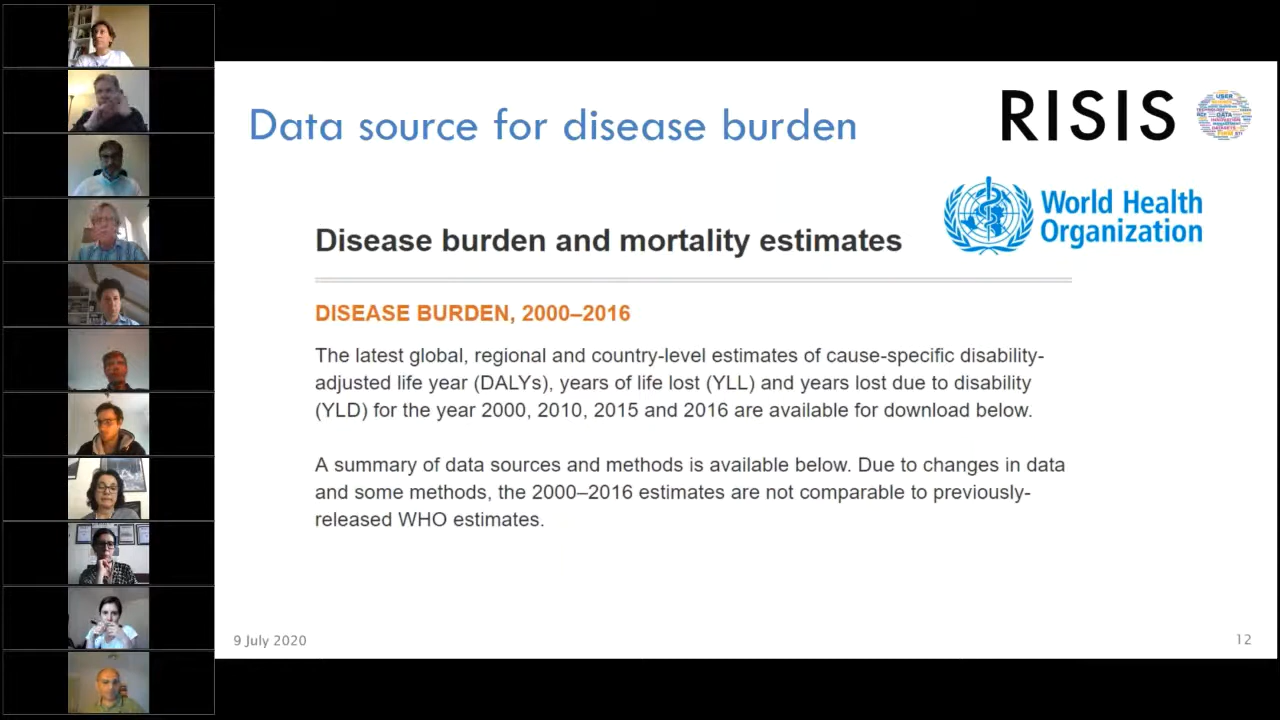 Data source for disease burden
RISIS
USER
DATA
World Health
Organization
Disease burden and mortality estimates
DISEASE BURDEN, 2000–2016
The latest global, regional and country-level estimates of cause-specific disability-
adjusted life year (DALYs), years of life lost (YLL) and years lost due to disability
(YLD) for the year 2000, 2010, 2015 and 2016 are available for download below.
A summary of data sources and methods is available below. Due to changes in data
and some methods, the 2000–2016 estimates are not comparable to previously-
released WHO estimates.
9 July 2020
12